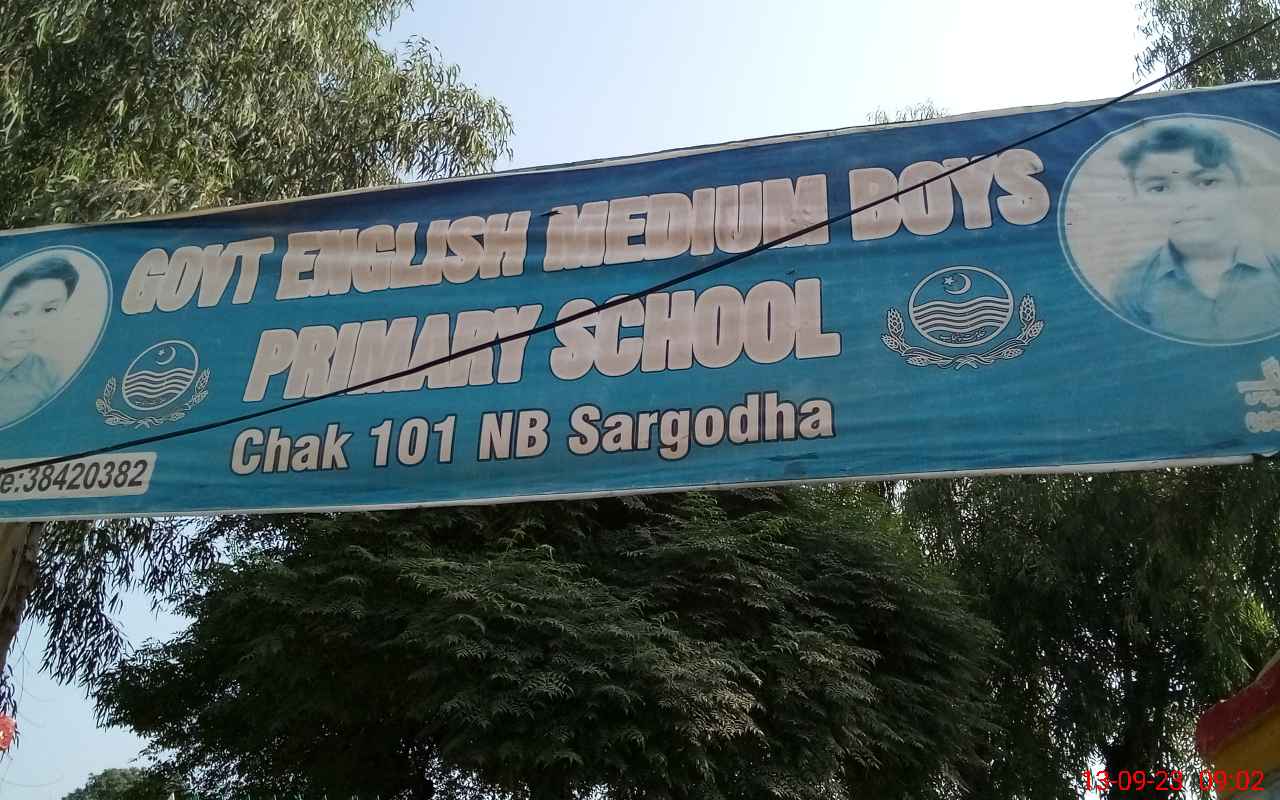 GOVT ENGLISH MEDIUM BOYS
PRIMARY SCHOOL
Chak 101 NB Sargodha
e:38420382
13-09-23 09:02